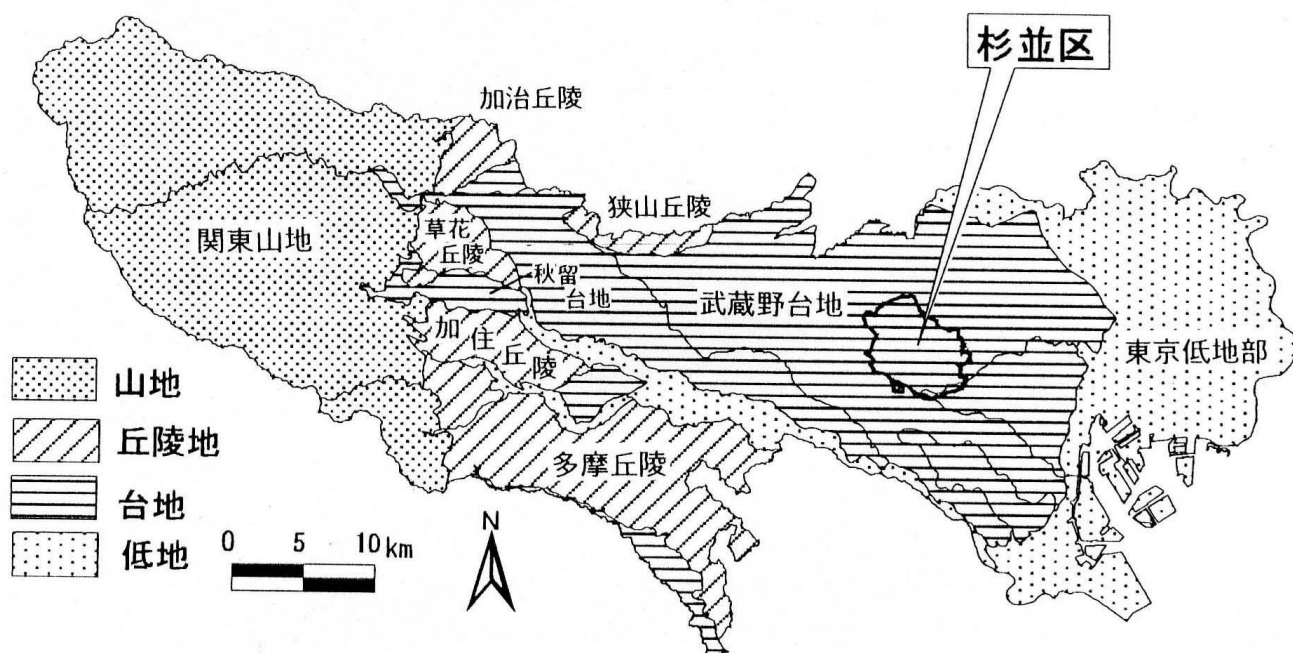 杉並区
加治丘陵
狭山丘陵
関東山地
草花
丘陵
秋留
台地
武蔵野台地
加住丘陵
東京低地部
多摩丘陵
山地
丘陵地
台地
低地
0 5 10km
N